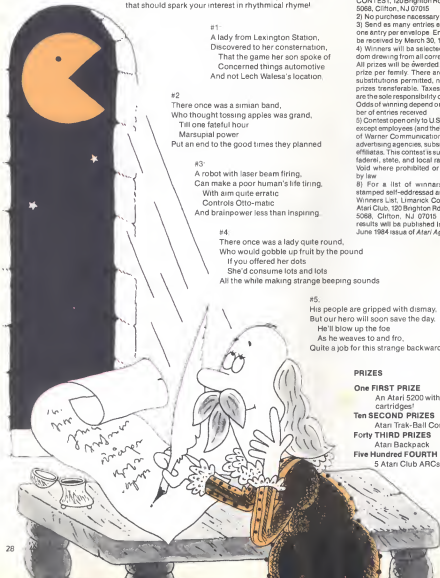 that should spark your interest in rhythmical rhyme!
#1
A lady from Lexington Station,
Discovered to her consternation,
That the game her son spoke of
Concerned things automotive
And not Lech Walesa's location.
#2
There once was a simian band,
Who thought tossing apples was grand,
Till one fateful hour
Marsupial power
Put an end to the good times they planned
#3
A robot with laser beam firing,
Can make a poor human's life tiring,
With aim quite erratic
Controls Otto-matic
And brainpower less than inspiring.
#4
There once was a lady quite round,
Who would gobble up fruit by the pound
If you offered her dots
She'd consume lots and lots
All the while making strange beeping sounds
#5.
His people are gripped with dismay,
But our hero will soon save the day.
He'll blow up the foe
As he weaves to and fro,
Quite a job for this strange backward
CONTEST, 120 Brighton Ro
5068, Clifton, NJ 07015
2) No purchase necessary
3) Send as many entries
one entry per envelope. En
be received by March 30, 1
4) Winners will be selecte
dom drawing from all correc
All prizes will be awarded
prize per family. There are
substitutions permitted, n
prizes transferable. Taxes
are the sole responsibility o
Odds of winning depend o
ber of entries received
5) Contest open only to U S
except employees (and the
of Warner Communication
advertising agencies, subs
affiliates. This contest is su
federal, state, and local ra
Void where prohibited or
by law
6) For a list of winners
stamped self-addressed a
Winners List, Limerick Co
Atari Club, 120 Brighton Rd
5068, Clifton, NJ 07015
results will be published in
June 1984 issue of Atari Ag
PRIZES
One FIRST PRIZE
An Atari 5200 with
cartridges!
Ten SECOND PRIZES
Atari Trak-Ball Con
Forty THIRD PRIZES
Atari Backpack
Five Hundred FOURTH
5 Atari Club ARCs
28